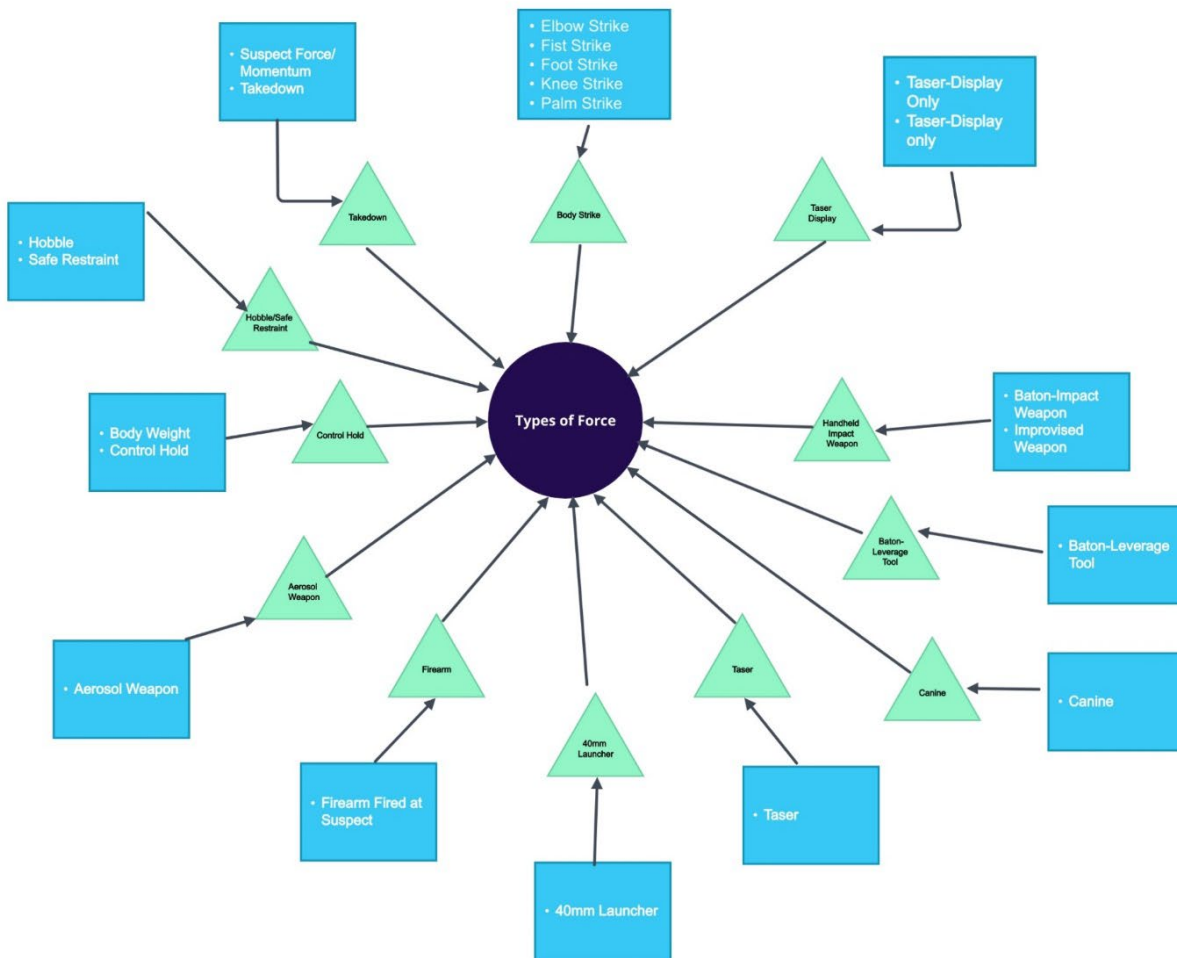 • Suspect Force/
Momentum
• Takedown
• Elbow Strike
• Fist Strike
• Foot Strike
• Knee Strike
• Palm Strike
• Taser-Display
Only
• Taser-Display
only
Takedown
Body Strike
Taser
Display
• Hobble
• Safe Restraint
Hobble/Safe
Restraint
• Body Weight
• Control Hold
Control Hold
Types of Force
Handheld
Impact
Weapon
• Baton-Impact
Weapon
• Improvised
Weapon
Baton-
Leverage
Tool
• Baton-Leverage
Tool
Aerosol
Weapon
• Aerosol Weapon
Firearm
• Firearm Fired at
Suspect
40mm
Launcher
• 40mm Launcher
Taser
• Taser
Canine
• Canine